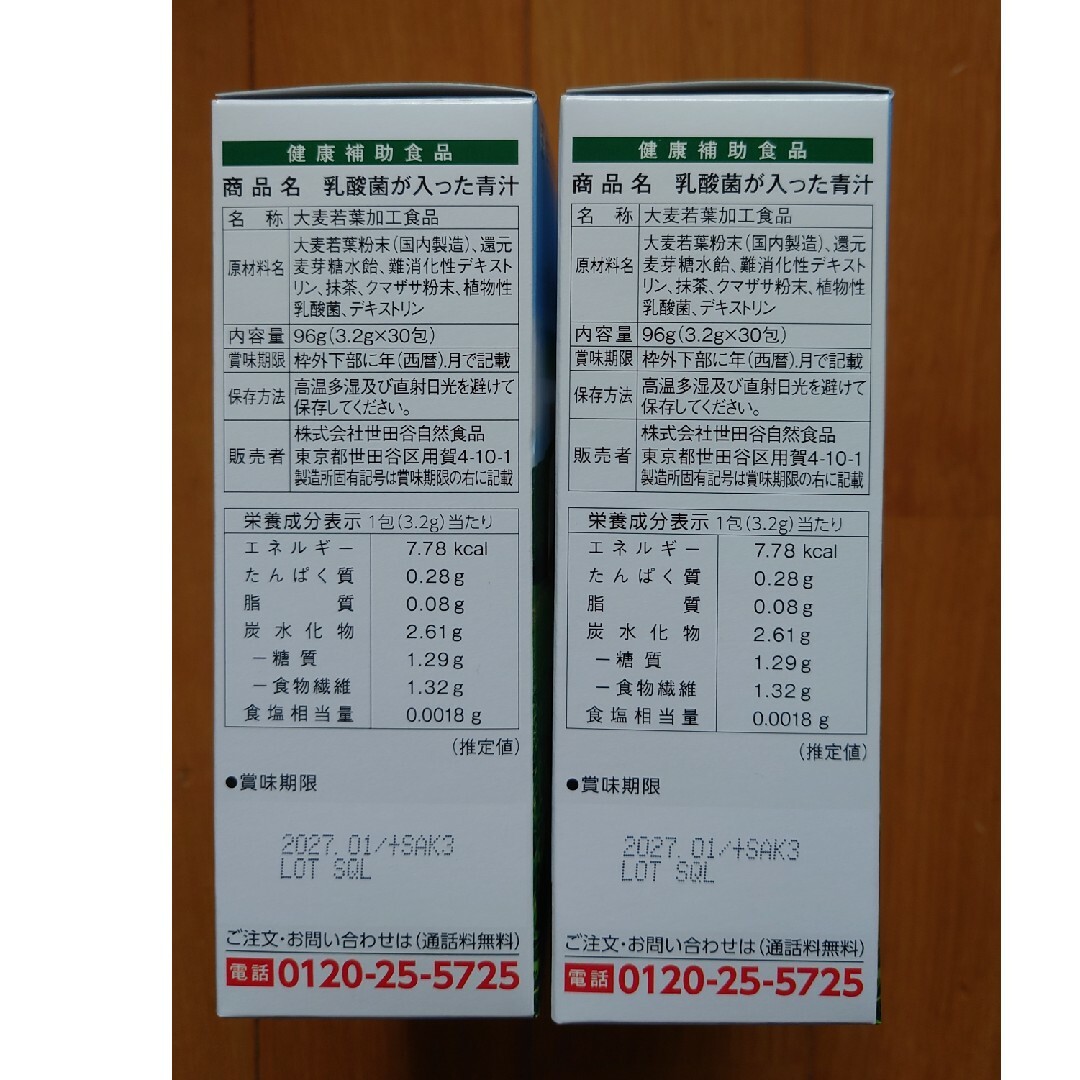 健康補助食品
商品名 乳酸菌が入った青汁
名称 大麦若葉加工食品
原材料名 大麦若葉粉末(国内製造)、還元
麦芽糖水飴、難消化性デキスト
リン、抹茶、クマザサ粉末、植物性
乳酸菌、デキストリン
内容量 96g(3.2g×30包)
賞味期限 枠外下部に年(西暦).月で記載
保存方法 高温多湿及び直射日光を避けて
保存してください。
販売者 株式会社世田谷自然食品
東京都世田谷区用賀4-10-1
製造所固有記号は賞味期限の右に記載
栄養成分表示 1包(3.2g)当たり
エネルギー 7.78 kcal
たんぱく質 0.28g
脂質 0.08g
炭水化物 2.61g
－糖質 1.29g
－食物繊維 1.32g
食塩相当量 0.0018g
(推定値)
●賞味期限
2027.01/+SAK3
LOT SQL
ご注文・お問い合わせは(通話料無料)
電話 0120-25-5725
健康補助食品
商品名 乳酸菌が入った青汁
名称 大麦若葉加工食品
原材料名 大麦若葉粉末(国内製造)、還元
麦芽糖水飴、難消化性デキスト
リン、抹茶、クマザサ粉末、植物性
乳酸菌、デキストリン
内容量 96g(3.2g×30包)
賞味期限 枠外下部に年(西暦).月で記載
保存方法 高温多湿及び直射日光を避けて
保存してください。
販売者 株式会社世田谷自然食品
東京都世田谷区用賀4-10-1
製造所固有記号は賞味期限の右に記載
栄養成分表示 1包(3.2g)当たり
エネルギー 7.78 kcal
たんぱく質 0.28g
脂質 0.08g
炭水化物 2.61g
－糖質 1.29g
－食物繊維 1.32g
食塩相当量 0.0018g
(推定値)
●賞味期限
2027.01/+SAK3
LOT SQL
ご注文・お問い合わせは(通話料無料)
電話 0120-25-5725